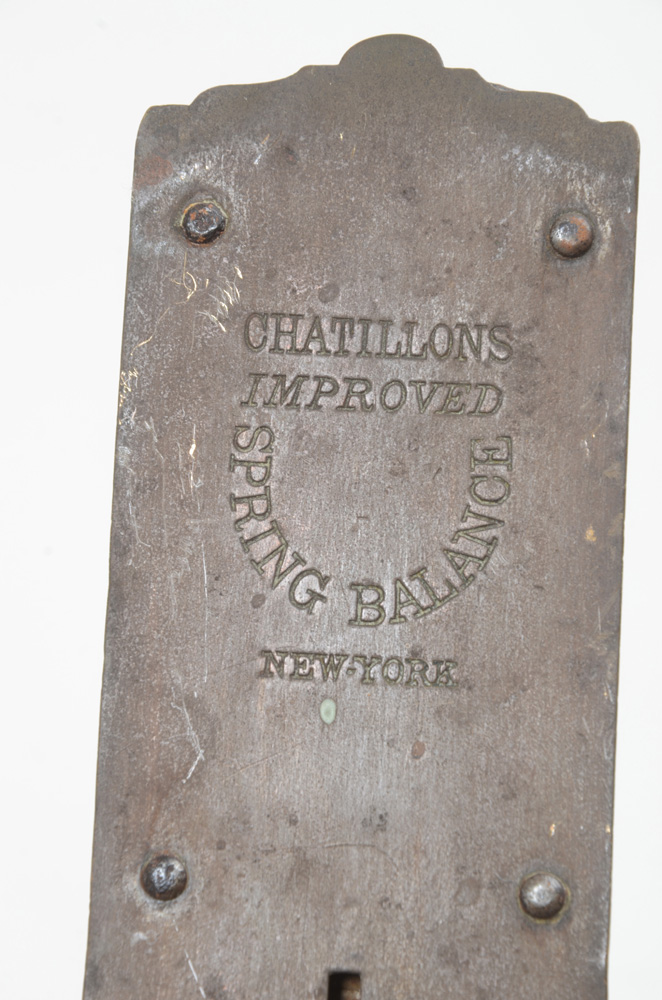 CHATILLONS
IMPROVED
SPRING BALANCE
NEW-YORK